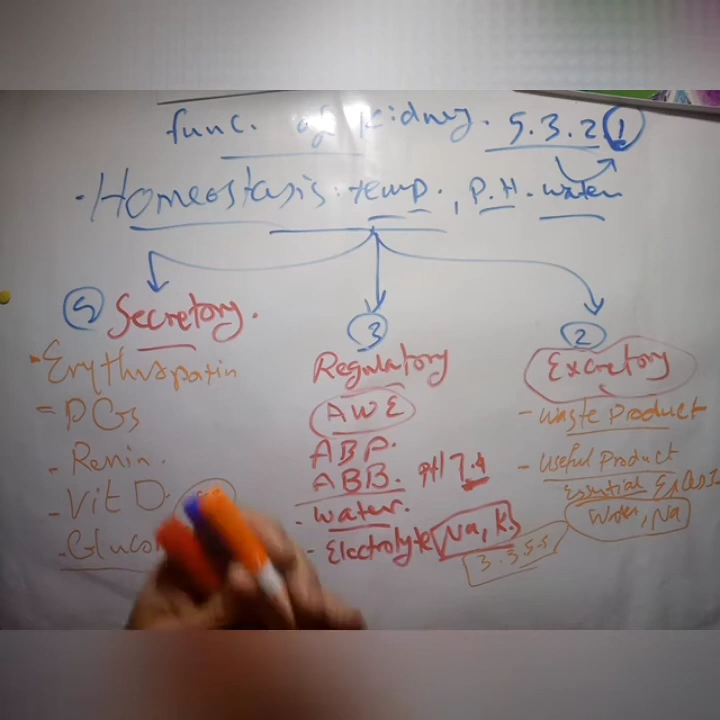 func. of kidney. 5.3.2.1
· Homeostasis: temp., P.H. water
5 Secretory.
- Erythropatin
= PGs
- Renin.
- Vit D.
- Gluco
3
Regulatory
AWE
ABP.
ABB. pH 7.4
- water.
- Electrolyte Na, K.
2
Excretory
- Waste Product
- Useful Product
Essential
Water, Na
3.3.5.5